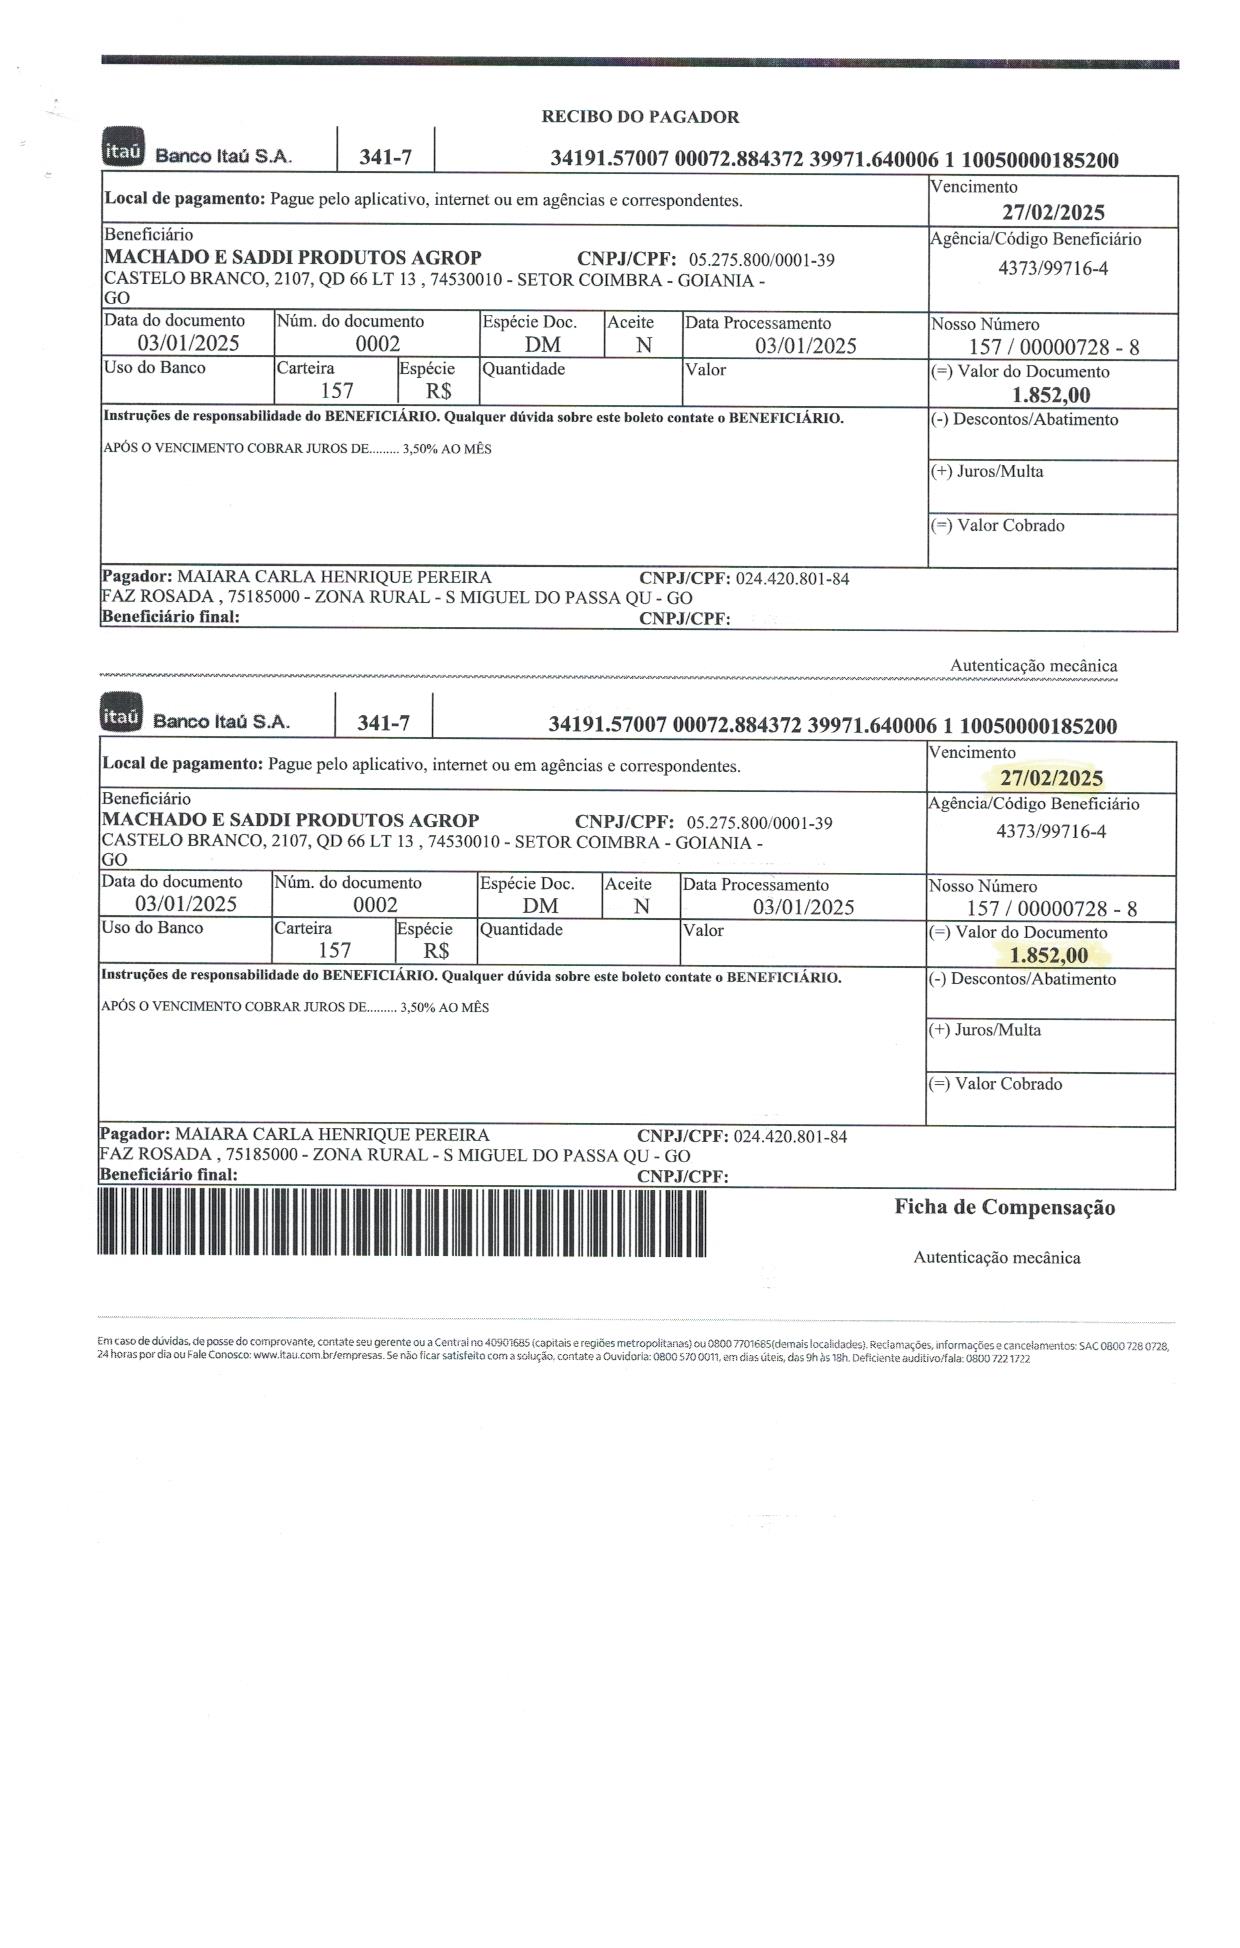 RECIBO DO PAGADOR
itaú Banco Itaú S.A. 341-7 34191.57007 00072.884372 39971.640006 1 10050000185200
Local de pagamento: Pague pelo aplicativo, internet ou em agências e correspondentes.
Vencimento
27/02/2025
Beneficiário
MACHADO E SADDI PRODUTOS AGROP CNPJ/CPF: 05.275.800/0001-39
CASTELO BRANCO, 2107, QD 66 LT 13 , 74530010 - SETOR COIMBRA - GOIANIA -
GO
Agência/Código Beneficiário
4373/99716-4
Data do documento Núm. do documento Espécie Doc. Aceite Data Processamento Nosso Número
03/01/2025 0002 DM N 03/01/2025 157 / 00000728 - 8
Uso do Banco Carteira Espécie Quantidade Valor (=) Valor do Documento
157 R$ 1.852,00
Instruções de responsabilidade do BENEFICIÁRIO. Qualquer dúvida sobre este boleto contate o BENEFICIÁRIO.
(-) Descontos/Abatimento
APÓS O VENCIMENTO COBRAR JUROS DE......... 3,50% AO MÊS
(+) Juros/Multa
(=) Valor Cobrado
Pagador: MAIARA CARLA HENRIQUE PEREIRA CNPJ/CPF: 024.420.801-84
FAZ ROSADA , 75185000 - ZONA RURAL - S MIGUEL DO PASSA QU - GO
Beneficiário final: CNPJ/CPF:
Autenticação mecânica
itaú Banco Itaú S.A. 341-7 34191.57007 00072.884372 39971.640006 1 10050000185200
Local de pagamento: Pague pelo aplicativo, internet ou em agências e correspondentes.
Vencimento
27/02/2025
Beneficiário
MACHADO E SADDI PRODUTOS AGROP CNPJ/CPF: 05.275.800/0001-39
CASTELO BRANCO, 2107, QD 66 LT 13 , 74530010 - SETOR COIMBRA - GOIANIA -
GO
Agência/Código Beneficiário
4373/99716-4
Data do documento Núm. do documento Espécie Doc. Aceite Data Processamento Nosso Número
03/01/2025 0002 DM N 03/01/2025 157 / 00000728 - 8
Uso do Banco Carteira Espécie Quantidade Valor (=) Valor do Documento
157 R$ 1.852,00
Instruções de responsabilidade do BENEFICIÁRIO. Qualquer dúvida sobre este boleto contate o BENEFICIÁRIO.
(-) Descontos/Abatimento
APÓS O VENCIMENTO COBRAR JUROS DE......... 3,50% AO MÊS
(+) Juros/Multa
(=) Valor Cobrado
Pagador: MAIARA CARLA HENRIQUE PEREIRA CNPJ/CPF: 024.420.801-84
FAZ ROSADA , 75185000 - ZONA RURAL - S MIGUEL DO PASSA QU - GO
Beneficiário final: CNPJ/CPF:
Ficha de Compensação
Autenticação mecânica
Em caso de dúvidas, de posse do comprovante, contate seu gerente ou a Central no 40901685 (capitais e regiões metropolitanas) ou 0800 7701685(demais localidades). Reclamações, informações e cancelamentos: SAC 0800 728 0728,
24 horas por dia ou Fale Conosco: www.itau.com.br/empresas. Se não ficar satisfeito com a solução, contate a Ouvidoria: 0800 570 0011, em dias úteis, das 9h às 18h. Deficiente auditivo/fala: 0800 722 1722